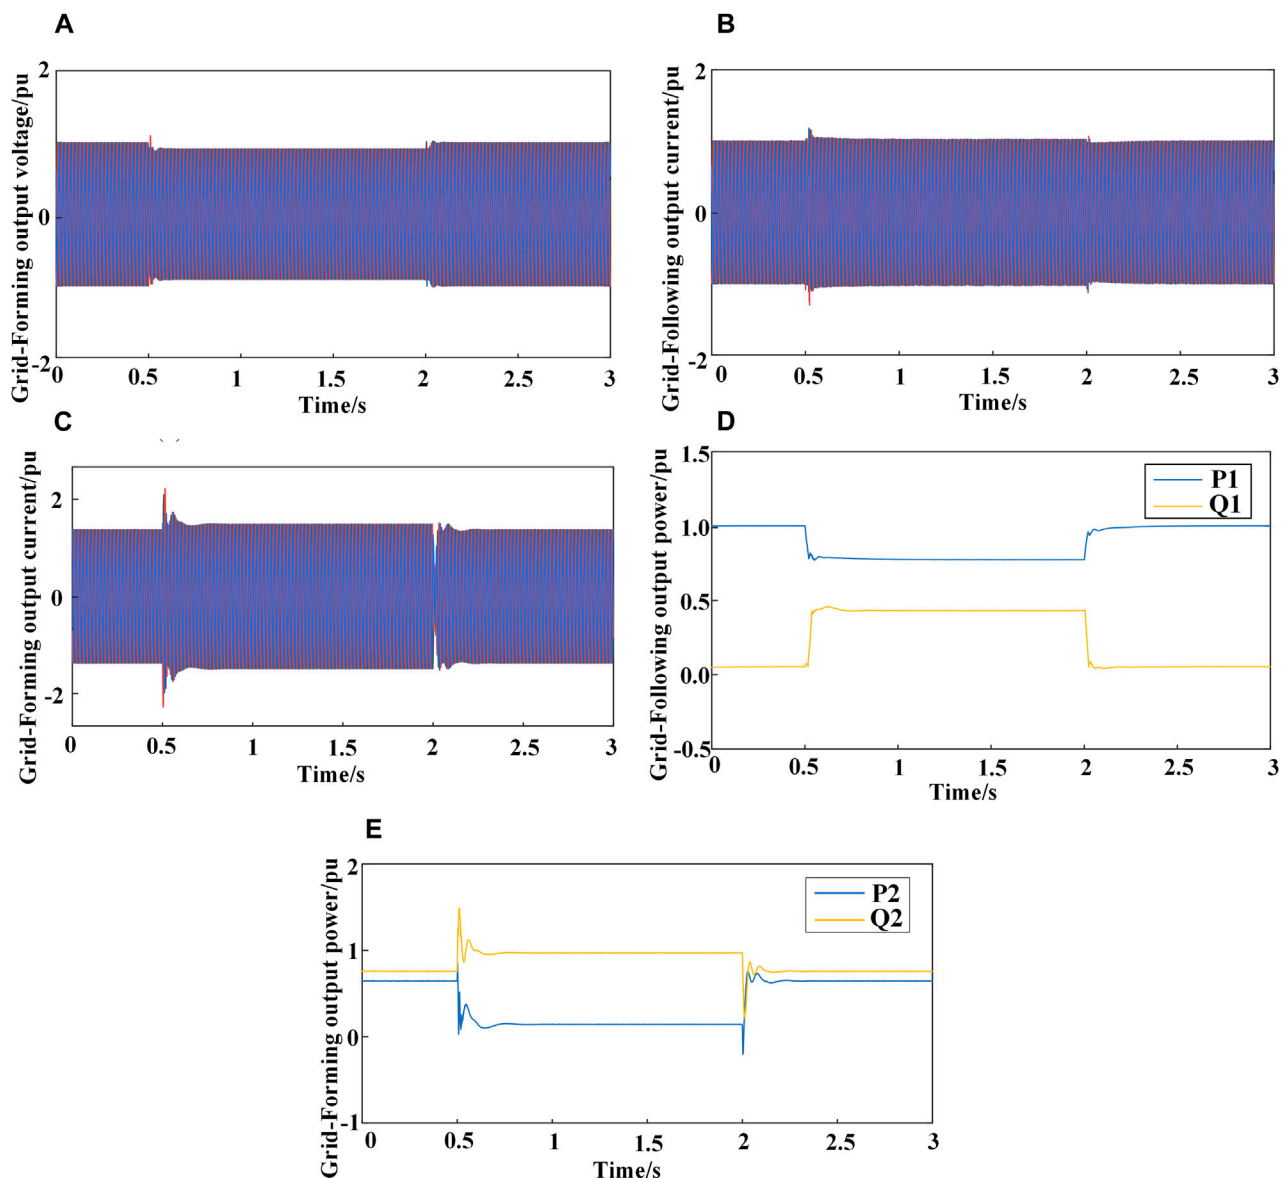 A
Grid-Forming output voltage/pu
2
0
-2
0 0.5 1 1.5 2 2.5 3
Time/s
B
Grid-Following output current/pu
2
0
-2
0 0.5 1 1.5 2 2.5 3
Time/s
C
Grid-Forming output current/pu
2
0
-2
0 0.5 1 1.5 2 2.5 3
Time/s
D
Grid-Following output power/pu
1.5
1.0
0.5
0.0
-0.5
0 0.5 1 1.5 2 2.5 3
Time/s
P1
Q1
E
Grid-Forming output power/pu
2
1
0
-1
0 0.5 1 1.5 2 2.5 3
Time/s
P2
Q2